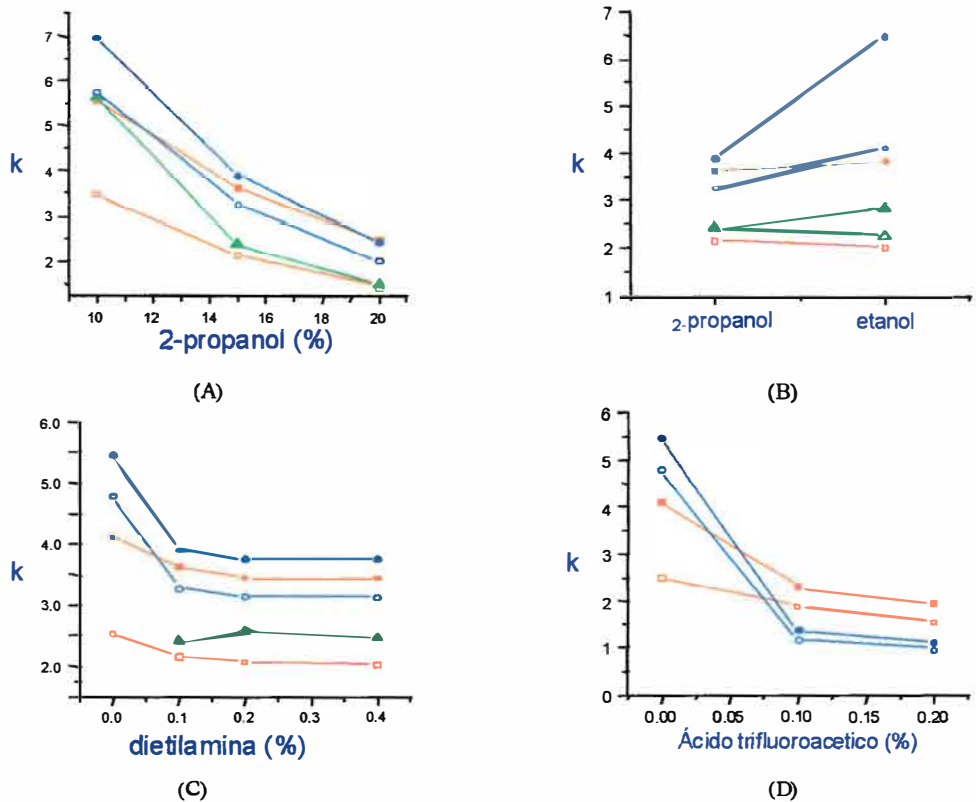 7
6
5
4
3
2
k
10 12 14 16 18 20
2-propanol (%)
(A)
7
6
5
4
3
2
1
k
2-propanol etanol
(B)
6.0
5.0
4.0
3.0
2.0
k
0.0 0.1 0.2 0.3 0.4
dietilamina (%)
(C)
6
5
4
3
2
1
0
k
0.00 0.05 0.10 0.15 0.20
Ácido trifluoroacetico (%)
(D)